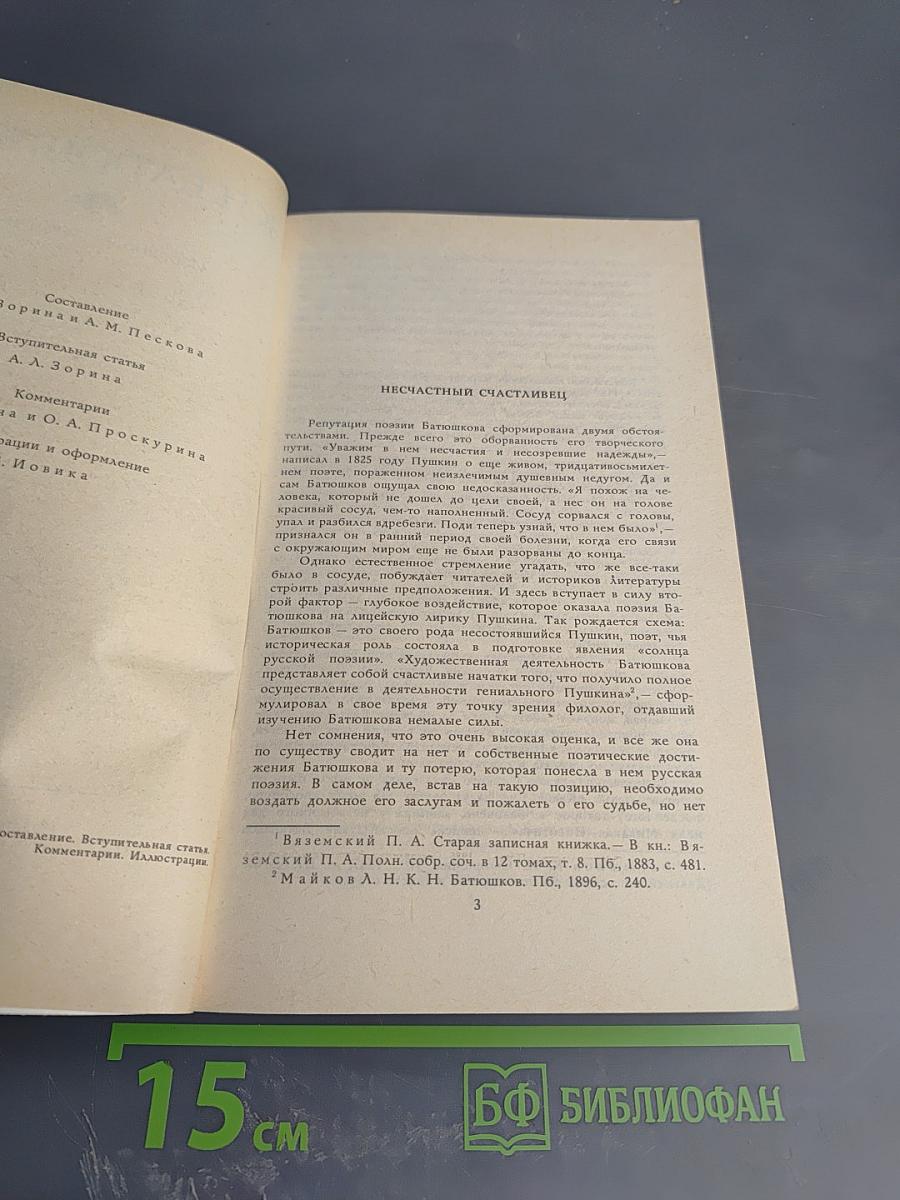 Составление
Зорина и А. М. Пескова
Вступительная статья
А. Л. Зорина
Комментарии
и О. А. Проскурина
и оформление
Иовика
Составление. Вступительная статья.
Комментарии. Иллюстрации.
НЕСЧАСТНЫЙ СЧАСТЛИВЕЦ
Репутация поэзии Батюшкова сформирована двумя обстоя-
тельствами. Прежде всего это оборванность его творческого
пути. «Уважим в нем несчастия и несозревшие надежды»,—
написал в 1825 году Пушкин о еще живом, тридцативосьмилет-
нем поэте, пораженном неизлечимым душевным недугом. Да и
сам Батюшков ощущал свою недосказанность. «Я похож на че-
ловека, который не дошел до цели своей, а нес он на голове
красивый сосуд, чем-то наполненный. Сосуд сорвался с головы,
упал и разбился вдребезги. Поди теперь узнай, что в нем было»¹,—
признался он в ранний период своей болезни, когда его связи
с окружающим миром еще не были разорваны до конца.
Однако естественное стремление угадать, что же все-таки
было в сосуде, побуждает читателей и историков литературы
строить различные предположения. И здесь вступает в силу вто-
рой фактор — глубокое воздействие, которое оказала поэзия Ба-
тюшкова на лицейскую лирику Пушкина. Так рождается схема:
Батюшков — это своего рода несостоявшийся Пушкин, поэт, чья
историческая роль состояла в подготовке явления «солнца
русской поэзии». «Художественная деятельность Батюшкова
представляет собой счастливые начатки того, что получило полное
осуществление в деятельности гениального Пушкина»²,— сфор-
мулировал в свое время эту точку зрения филолог, отдавший
изучению Батюшкова немалые силы.
Нет сомнения, что это очень высокая оценка, и все же она
по существу сводит на нет и собственные поэтические дости-
жения Батюшкова и ту потерю, которая понесла в нем русская
поэзия. В самом деле, встав на такую позицию, необходимо
воздать должное его заслугам и пожалеть о его судьбе, но нет
¹ Вяземский П. А. Старая записная книжка.— В кн.: Вя-
земский П. А. Полн. собр. соч. в 12 томах, т. 8. Пб., 1883, с. 481.
² Майков Л. Н. К. Н. Батюшков. Пб., 1896, с. 240.
3
15 см
БФ БИБЛИОФАН